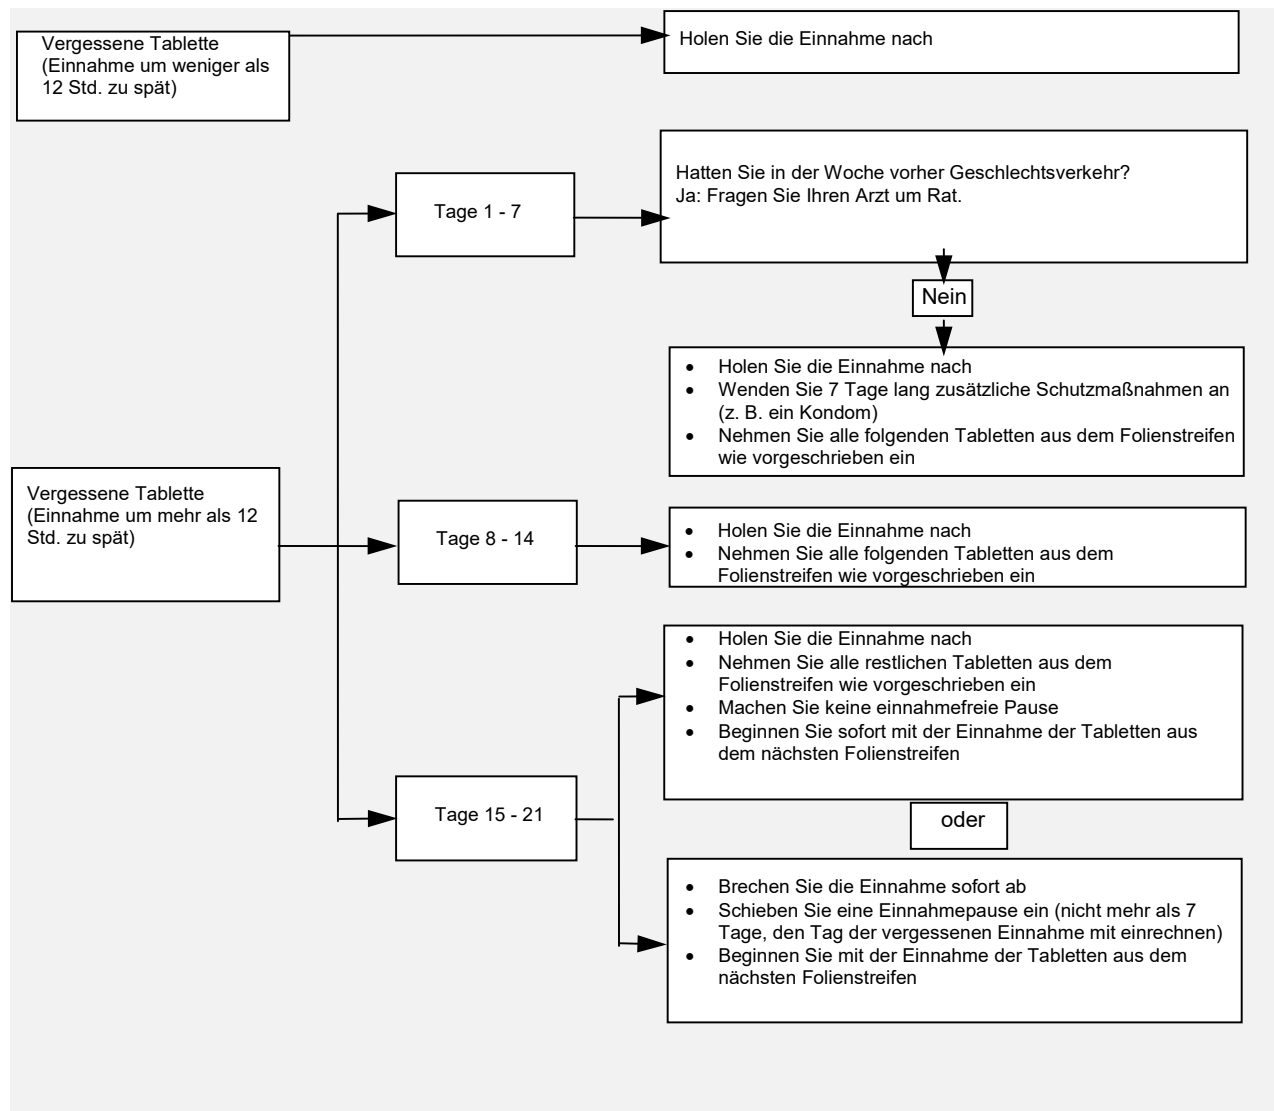 Vergessene Tablette
(Einnahme um weniger als
12 Std. zu spät)
Holen Sie die Einnahme nach
Hatten Sie in der Woche vorher Geschlechtsverkehr?
Ja: Fragen Sie Ihren Arzt um Rat.
Tage 1 - 7
Nein
• Holen Sie die Einnahme nach
• Wenden Sie 7 Tage lang zusätzliche Schutzmaßnahmen an
(z. B. ein Kondom)
• Nehmen Sie alle folgenden Tabletten aus dem Folienstreifen
wie vorgeschrieben ein
Vergessene Tablette
(Einnahme um mehr als 12
Std. zu spät)
Tage 8 - 14
• Holen Sie die Einnahme nach
• Nehmen Sie alle folgenden Tabletten aus dem
Folienstreifen wie vorgeschrieben ein
• Holen Sie die Einnahme nach
• Nehmen Sie alle restlichen Tabletten aus dem
Folienstreifen wie vorgeschrieben ein
• Machen Sie keine einnahmefreie Pause
• Beginnen Sie sofort mit der Einnahme der Tabletten aus
dem nächsten Folienstreifen
Tage 15 - 21
oder
• Brechen Sie die Einnahme sofort ab
• Schieben Sie eine Einnahmepause ein (nicht mehr als 7
Tage, den Tag der vergessenen Einnahme mit einrechnen)
• Beginnen Sie mit der Einnahme der Tabletten aus dem
nächsten Folienstreifen